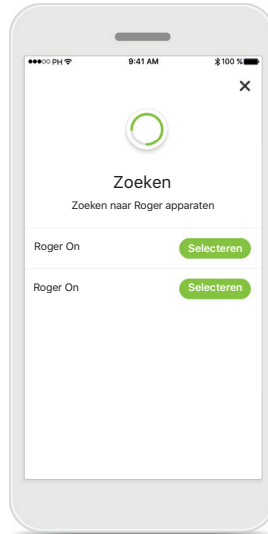 ●●●○○ PH 9:41 AM 100 %
Zoeken
Zoeken naar Roger apparaten
Roger On Selecteren
Roger On Selecteren